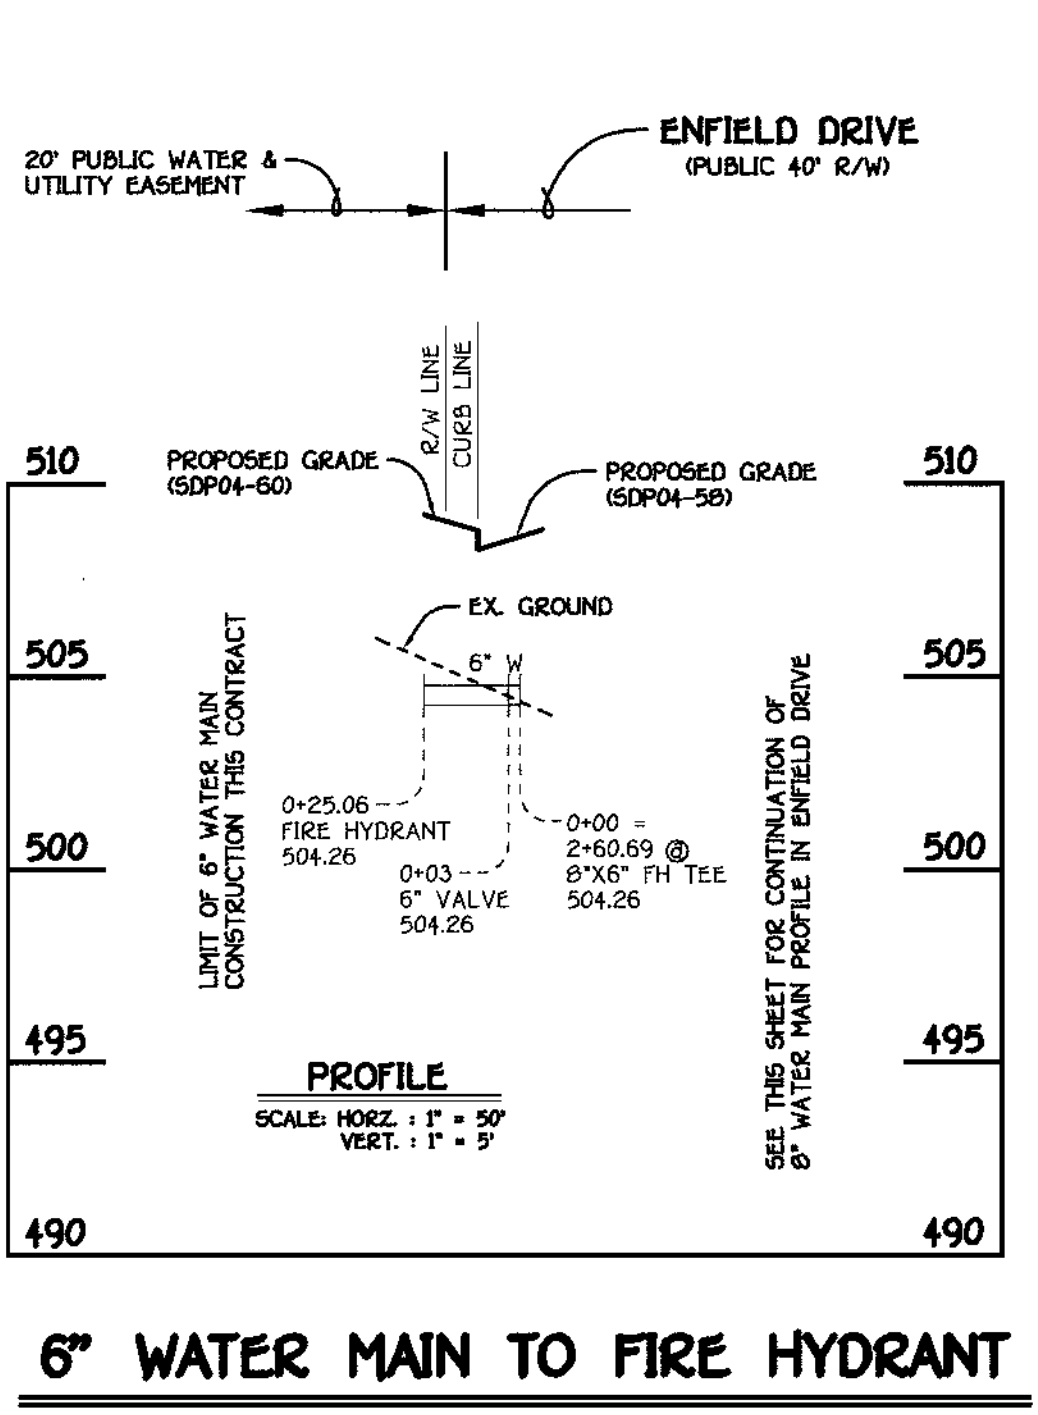 ENFIELD DRIVE
(PUBLIC 40' R/W)
20' PUBLIC WATER &
UTILITY EASEMENT
R/W LINE
CURB LINE
510
PROPOSED GRADE
(SDP04-60)
PROPOSED GRADE
(SDP04-58)
510
EX. GROUND
505
6" W
505
LIMIT OF 6" WATER MAIN
CONSTRUCTION THIS CONTRACT
SEE THIS SHEET FOR CONTINUATION OF
8" WATER MAIN PROFILE IN ENFIELD DRIVE
0+25.06
FIRE HYDRANT
504.26
0+03
6" VALVE
504.26
0+00 =
2+60.69 @
8"X6" FH TEE
504.26
500
500
495
495
PROFILE
SCALE: HORZ. : 1" = 50'
VERT. : 1" = 5'
490
490
6" WATER MAIN TO FIRE HYDRANT